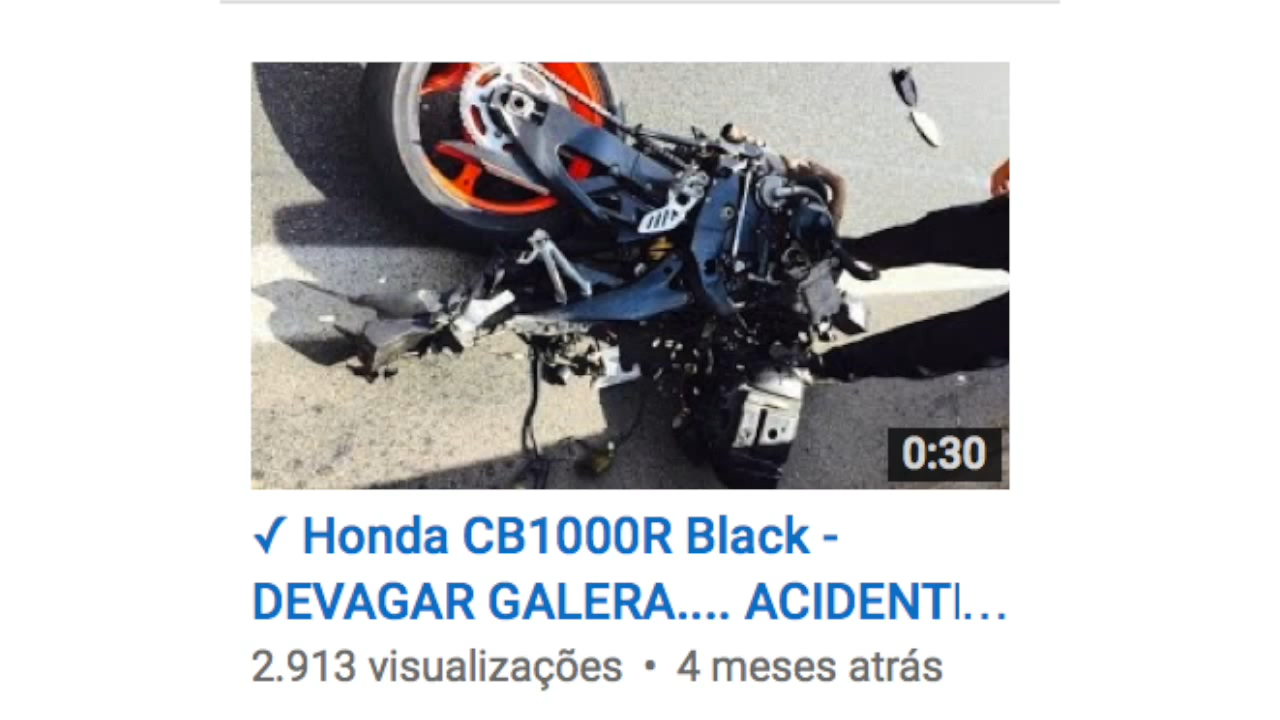 0:30
✓ Honda CB1000R Black -
DEVAGAR GALERA.... ACIDENT...
2.913 visualizações • 4 meses atrás